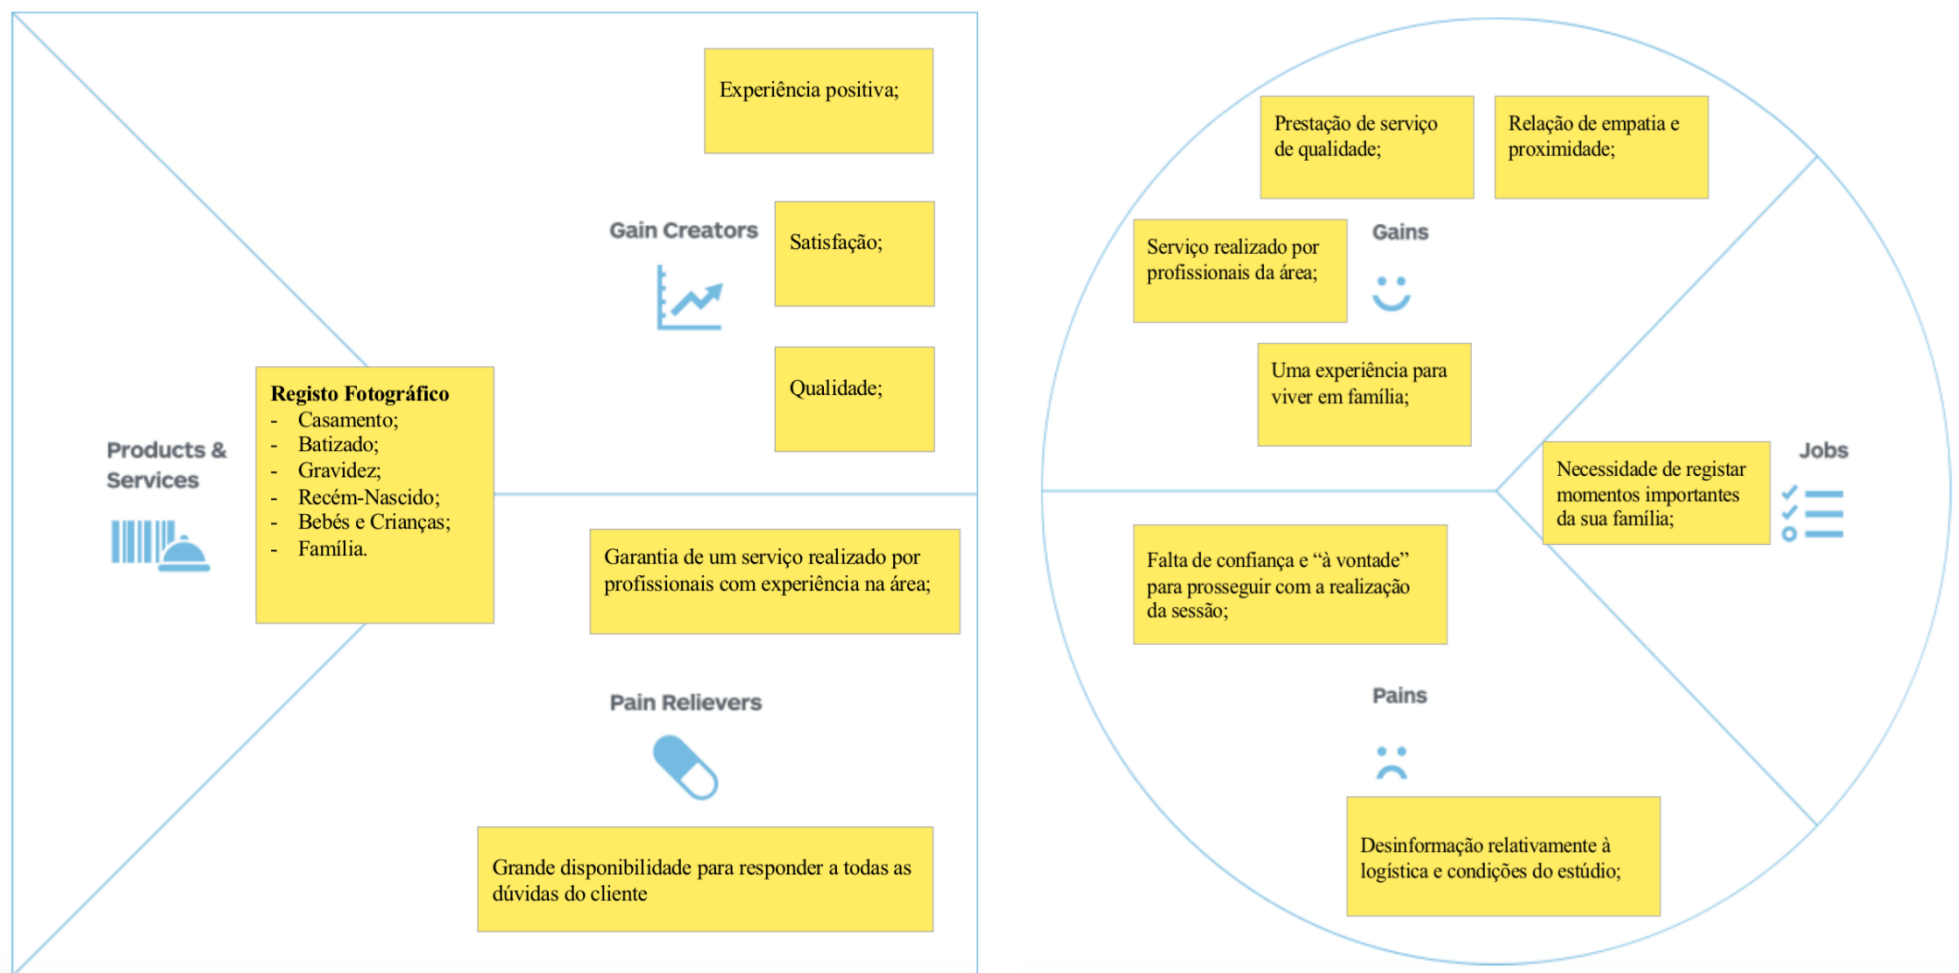 Experiência positiva;
Gain Creators
Satisfação;
Qualidade;
Products &
Services
Registo Fotográfico
- Casamento;
- Batizado;
- Gravidez;
- Recém-Nascido;
- Bebés e Crianças;
- Família.
Garantia de um serviço realizado por
profissionais com experiência na área;
Pain Relievers
Grande disponibilidade para responder a todas as
dúvidas do cliente
Prestação de serviço
de qualidade;
Relação de empatia e
proximidade;
Serviço realizado por
profissionais da área;
Gains
Uma experiência para
viver em família;
Necessidade de registar
momentos importantes
da sua família;
Jobs
Falta de confiança e “à vontade”
para prosseguir com a realização
da sessão;
Pains
Desinformação relativamente à
logística e condições do estúdio;